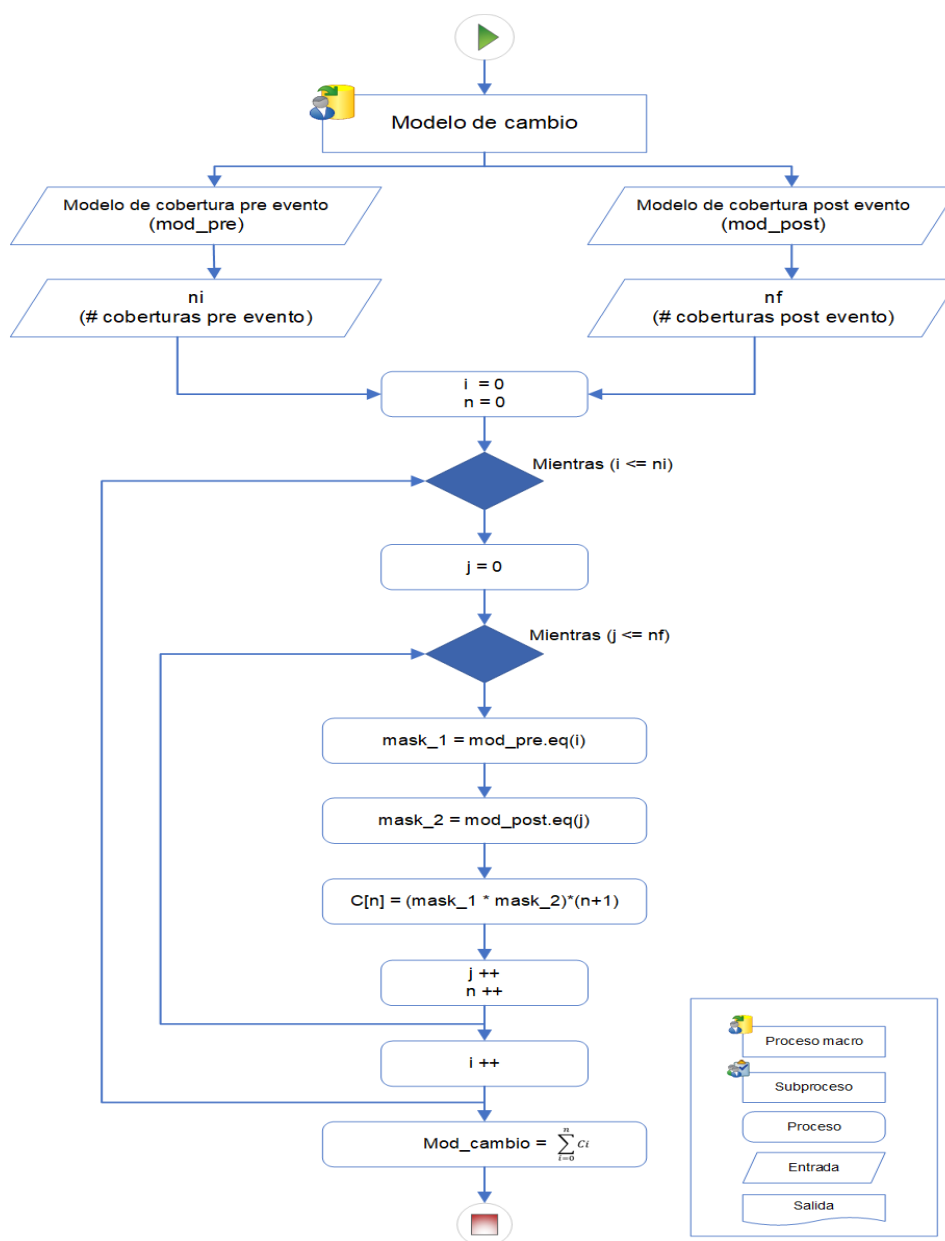 Modelo de cambio
Modelo de cobertura pre evento
(mod_pre)
Modelo de cobertura post evento
(mod_post)
ni
(# coberturas pre evento)
nf
(# coberturas post evento)
i = 0
n = 0
Mientras (i <= ni)
j = 0
Mientras (j <= nf)
mask_1 = mod_pre.eq(i)
mask_2 = mod_post.eq(j)
C[n] = (mask_1 * mask_2)*(n+1)
j ++
n ++
i ++
Mod_cambio = \sum_{i=0}^{n} Ci
Proceso macro
Subproceso
Proceso
Entrada
Salida